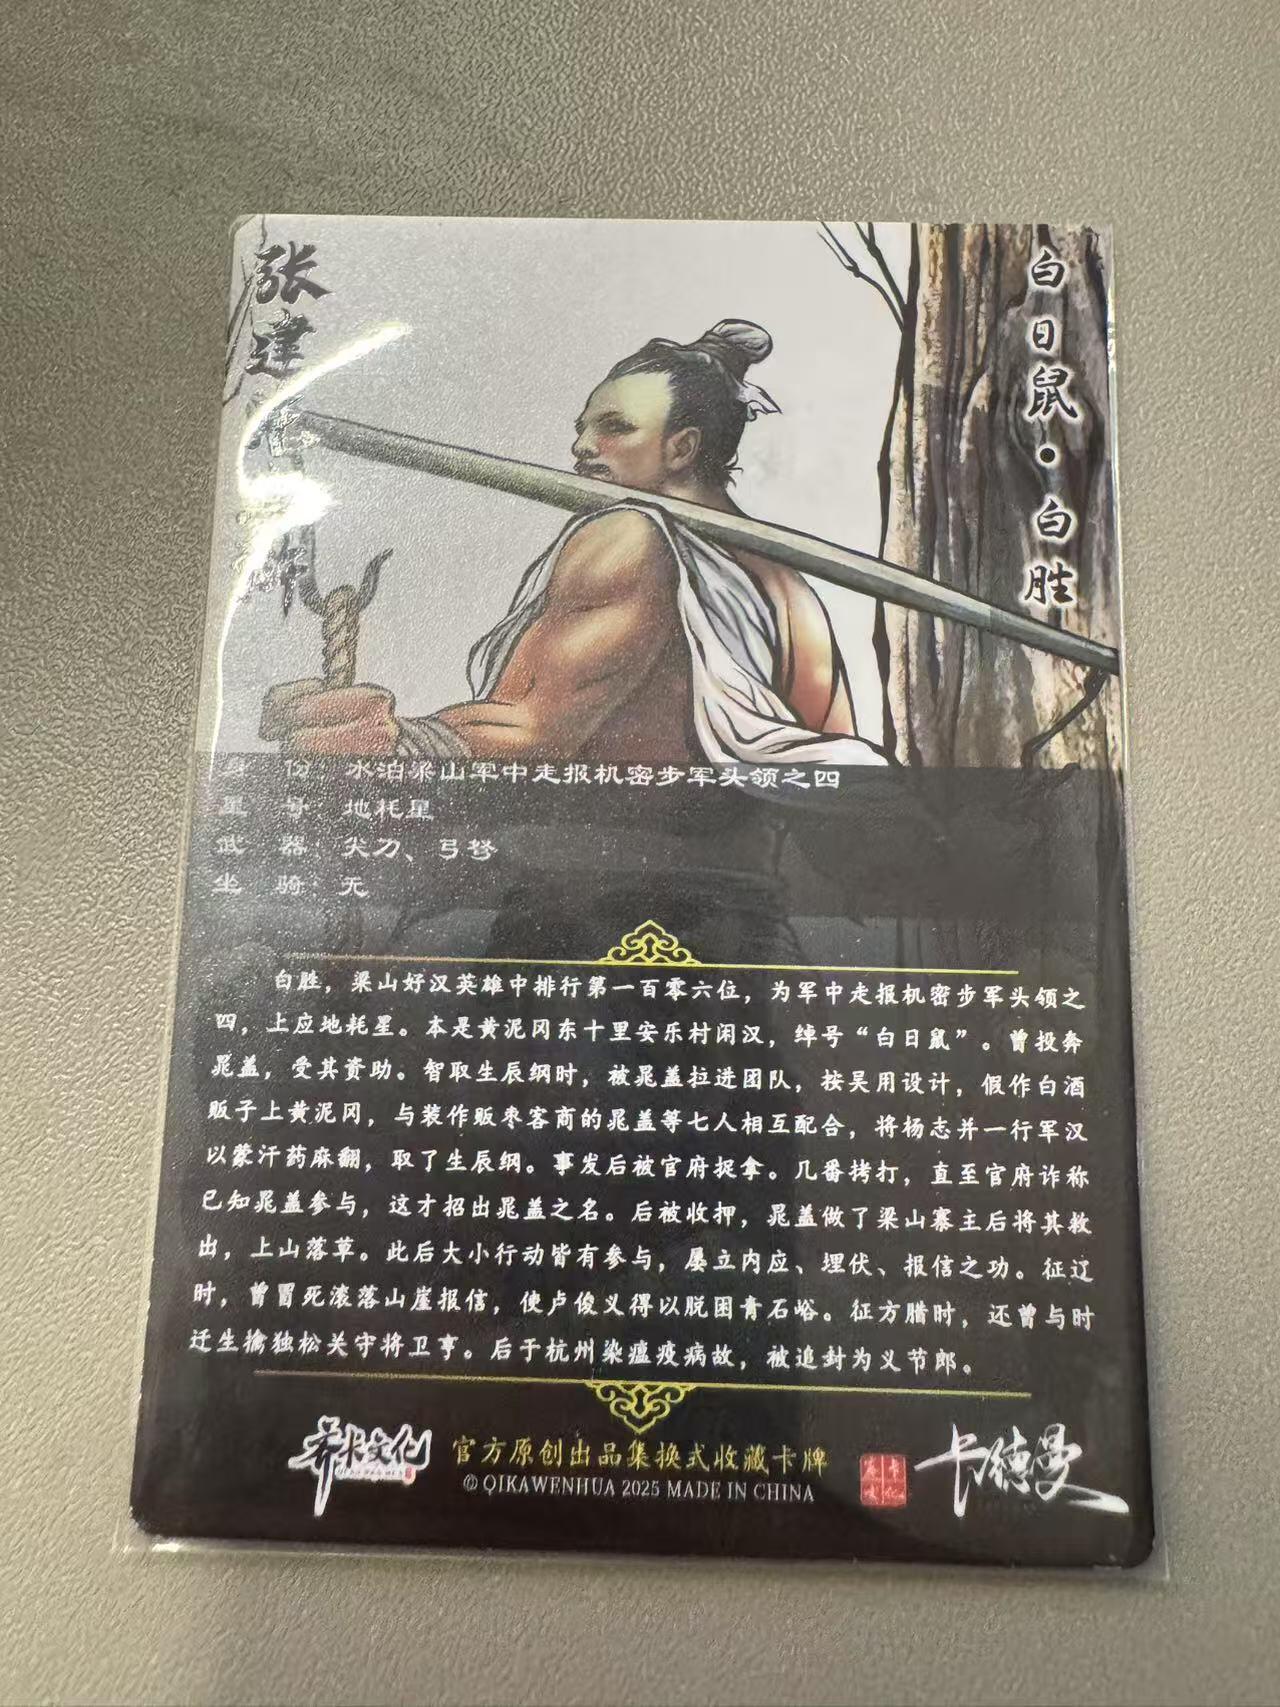 张建
白日鼠·白胜
身 份：水泊梁山军中走报机密步军头领之四
星 号：地耗星
武 器：尖刀、弓弩
坐 骑：无
白胜，梁山好汉英雄中排行第一百零六位，为军中走报机密步军头领之
四，上应地耗星。本是黄泥冈东十里安乐村闲汉，绰号“白日鼠”。曾投奔
晁盖，受其资助。智取生辰纲时，被晁盖拉进团队，按吴用设计，假作白酒
贩子上黄泥冈，与装作贩枣客商的晁盖等七人相互配合，将杨志并一行军汉
以蒙汗药麻翻，取了生辰纲。事发后被官府捉拿。几番拷打，直至官府诈称
已知晁盖参与，这才招出晁盖之名。后被收押，晁盖做了梁山寨主后将其救
出，上山落草。此后大小行动皆有参与，屡立内应、埋伏、报信之功。征辽
时，曾冒死滚落山崖报信，使卢俊义得以脱困青石峪。征方腊时，还曾与时
迁生擒独松关守将卫亨。后于杭州染瘟疫病故，被追封为义节郎。
齐卡文化
官方原创出品集换式收藏卡牌
© QIKAWENHUA 2025 MADE IN CHINA
卡德曼